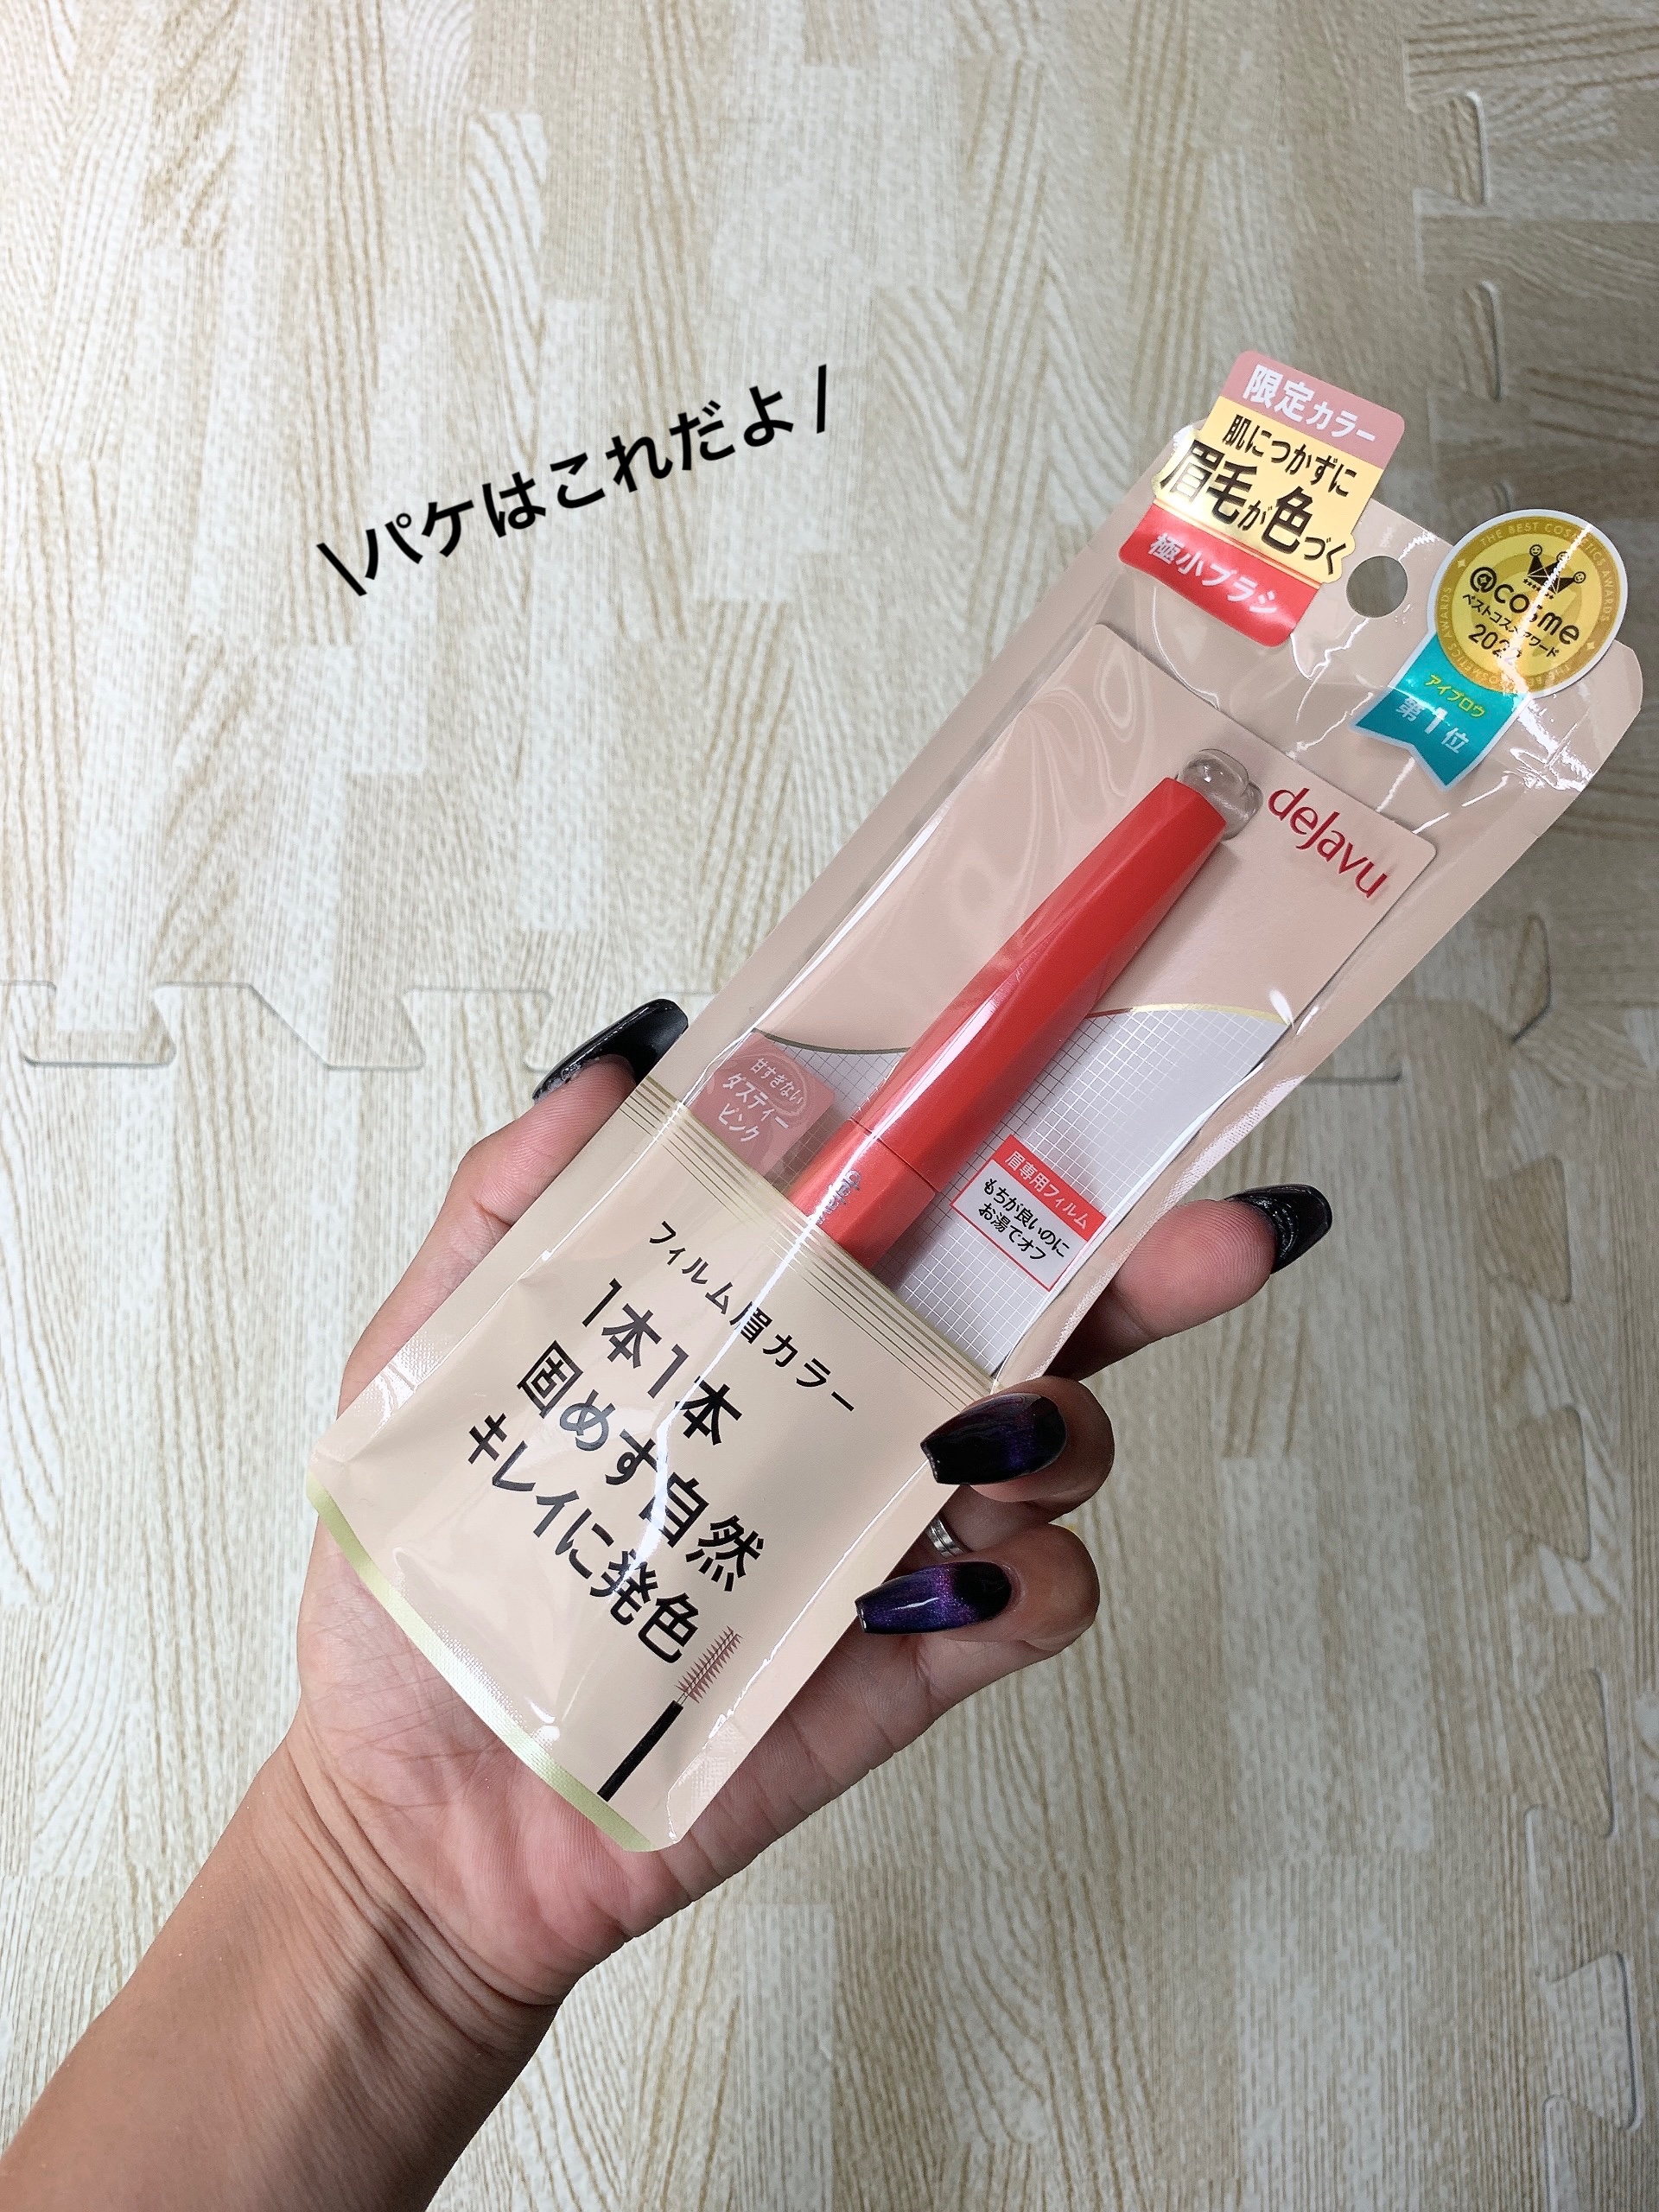 \パケはこれだよ/
限定カラー
肌につかずに
眉毛が色づく
極小ブラシ
THE BEST COSMETICS AWARDS
@cosme
ベストコスメアワード
アイブロウ
第1位
dejavu
甘すぎない
ダスティー
ピンク
眉専用フィルム
もちが良いのに
お湯でオフ
フィルム眉カラー
1本1本
固めず自然
キレイに発色